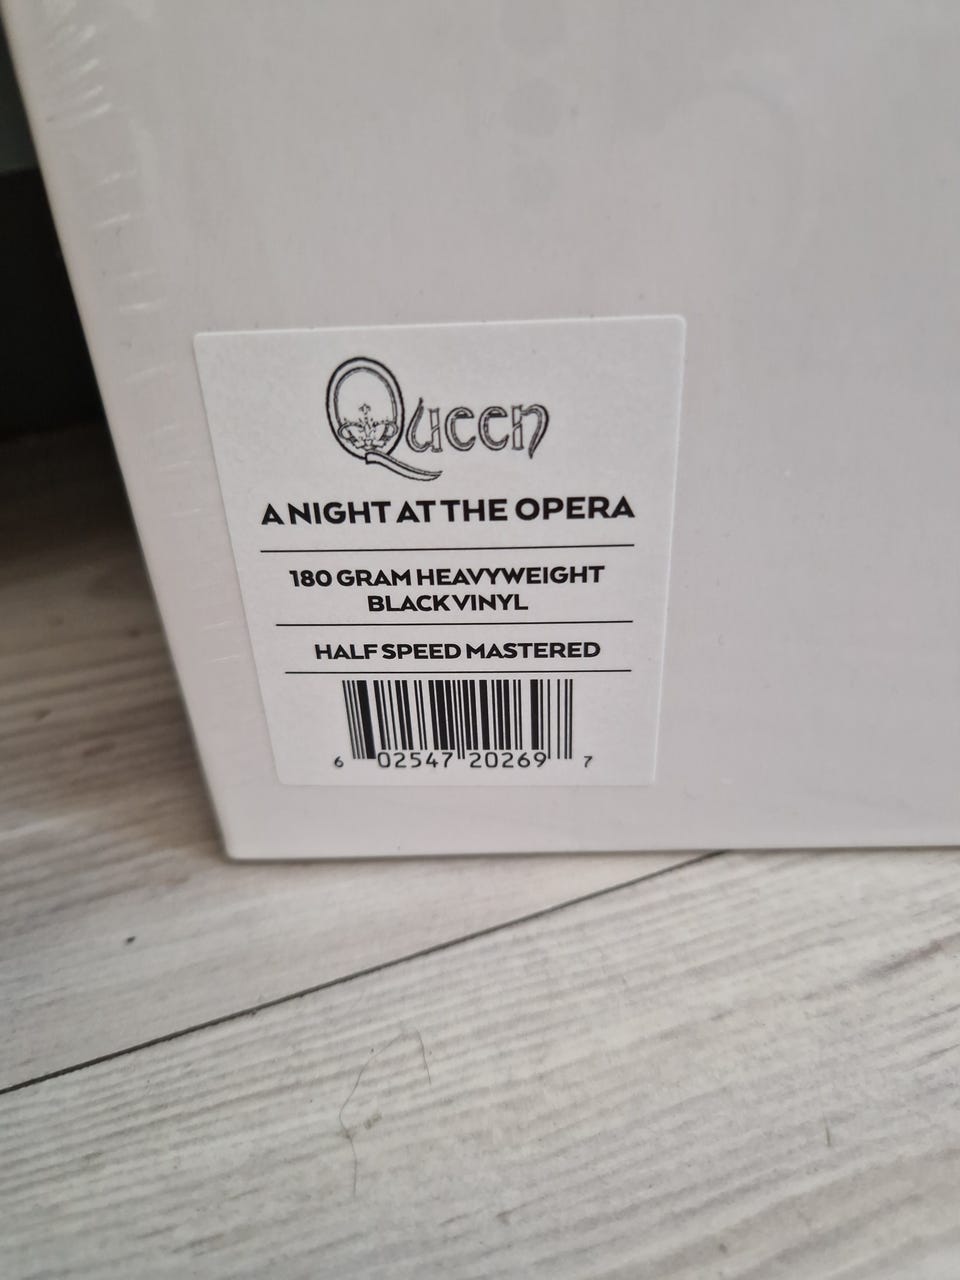 Queen
A NIGHT AT THE OPERA
180 GRAM HEAVYWEIGHT
BLACK VINYL
HALF SPEED MASTERED
6 02547 20269 7